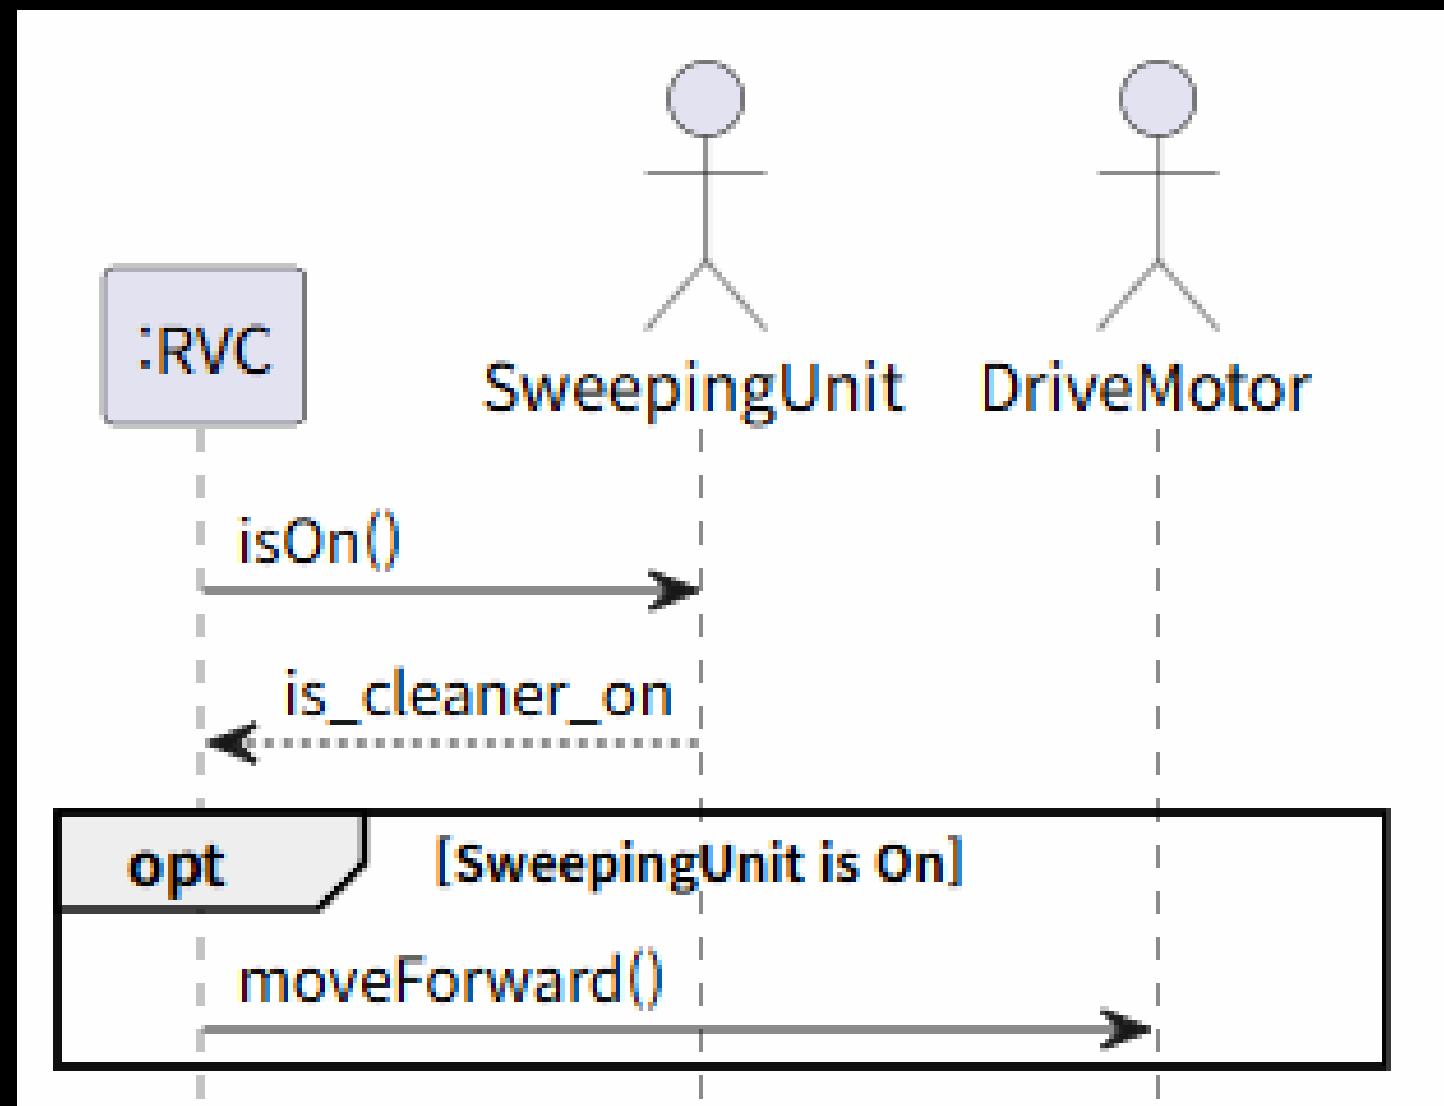 :RVC
SweepingUnit
DriveMotor
isOn()
is_cleaner_on
opt
[SweepingUnit is On]
moveForward()